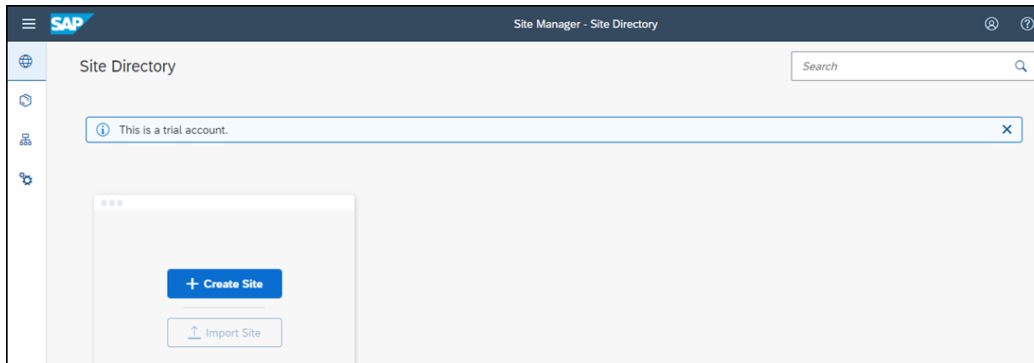 SAP Site Manager - Site Directory
Site Directory
Search
This is a trial account.
+ Create Site
Import Site